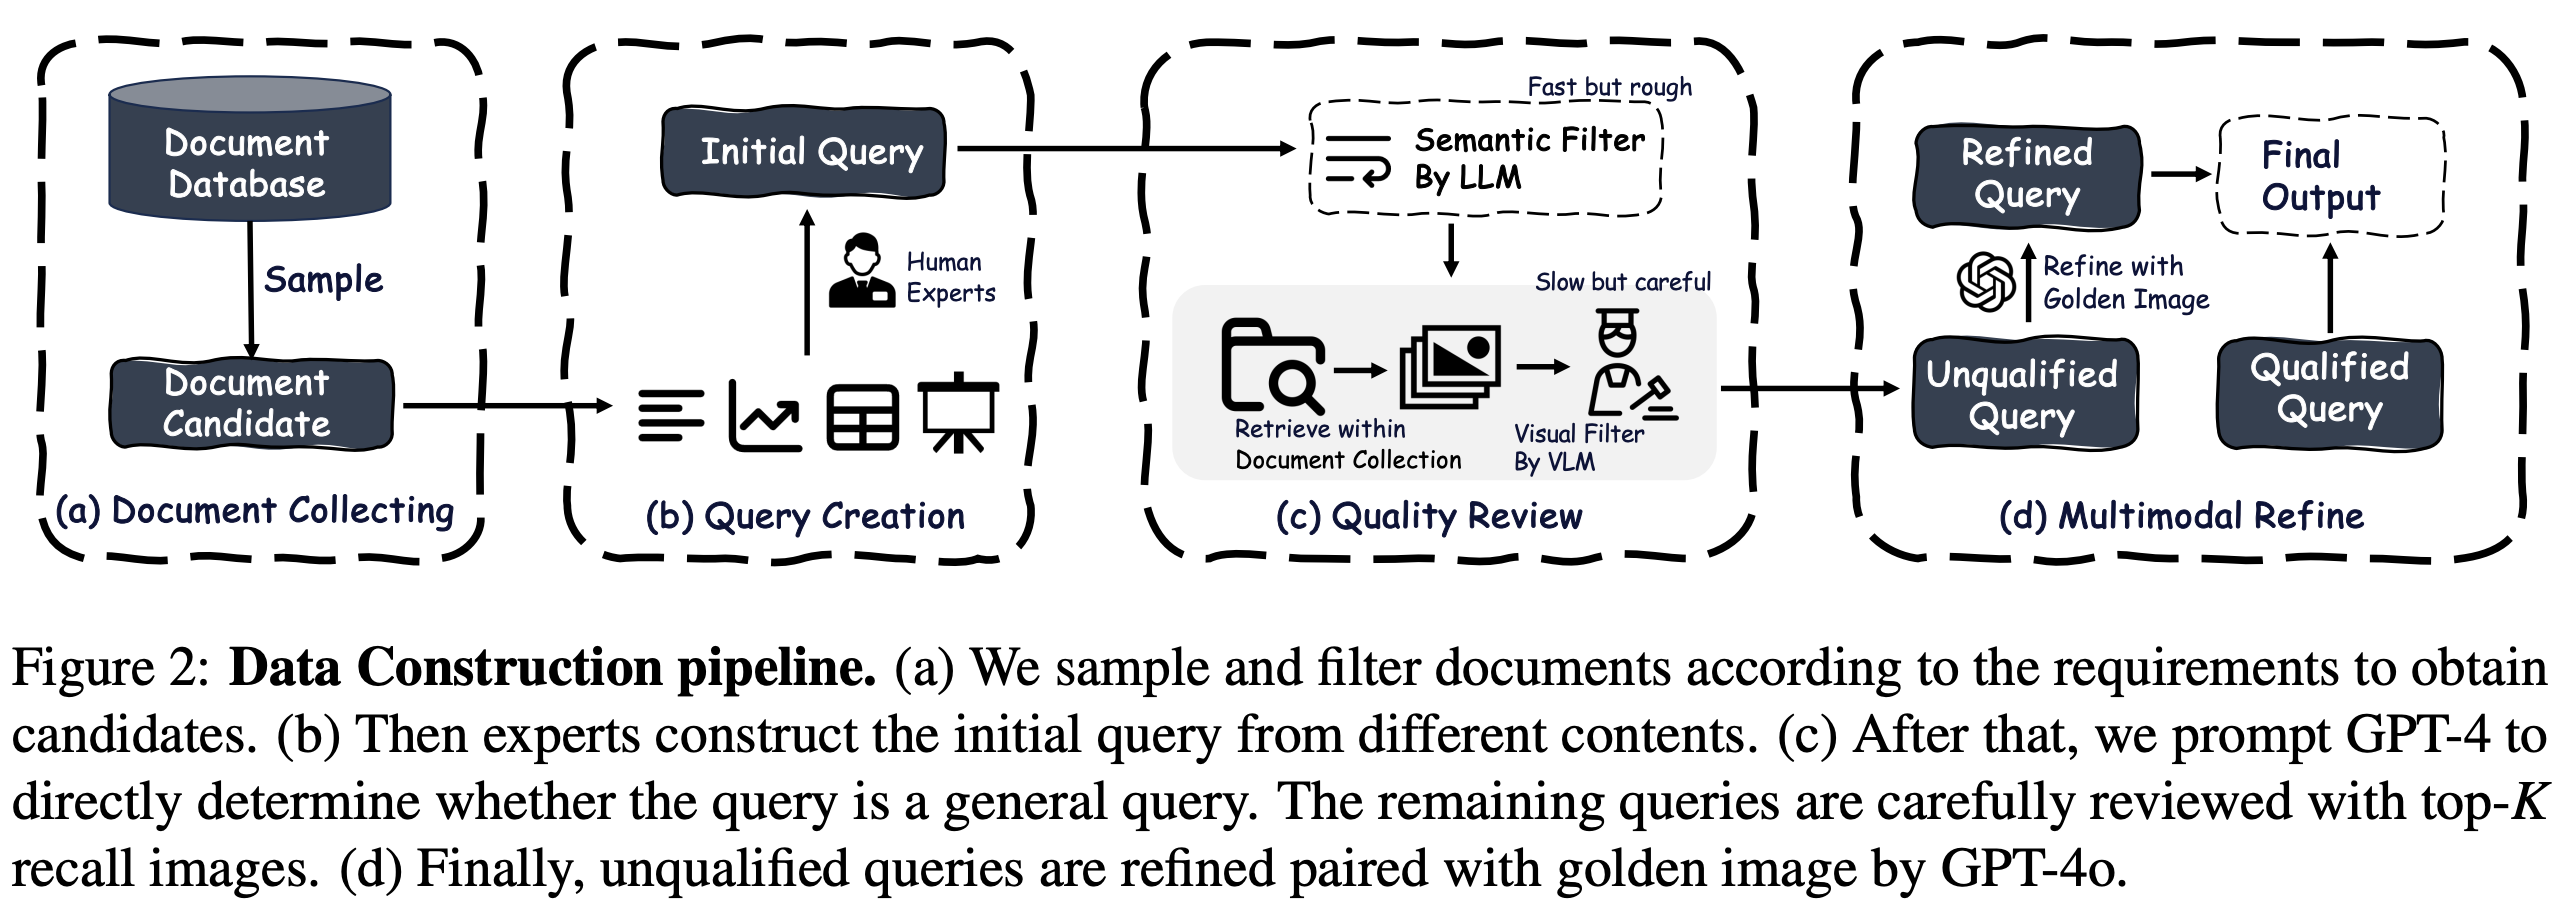 Document
Database
Sample
Document
Candidate
(a) Document Collecting
Initial Query
Human
Experts
(b) Query Creation
Fast but rough
Semantic Filter
By LLM
Slow but careful
Retrieve within
Document Collection
Visual Filter
By VLM
(c) Quality Review
Refined
Query
Final
Output
Refine with
Golden Image
Unqualified
Query
Qualified
Query
(d) Multimodal Refine
Figure 2: Data Construction pipeline. (a) We sample and filter documents according to the requirements to obtain
candidates. (b) Then experts construct the initial query from different contents. (c) After that, we prompt GPT-4 to
directly determine whether the query is a general query. The remaining queries are carefully reviewed with top-K
recall images. (d) Finally, unqualified queries are refined paired with golden image by GPT-4o.